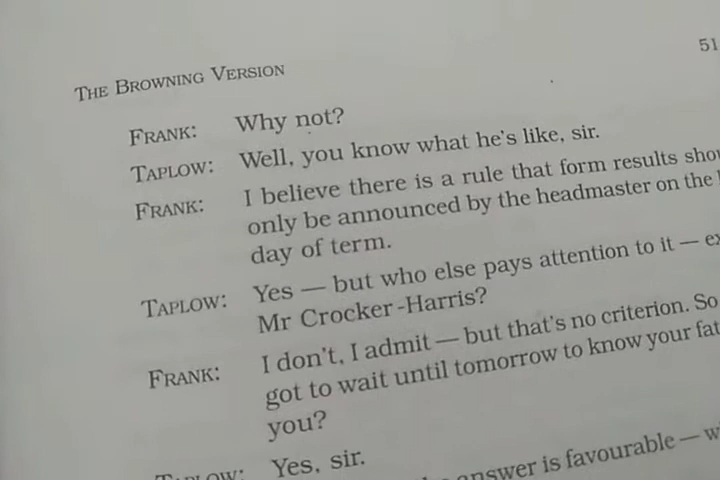 51
THE BROWNING VERSION
FRANK: Why not?
TAPLOW: Well, you know what he's like, sir.
FRANK: I believe there is a rule that form results
only be announced by the headmaster on the
day of term.
TAPLOW: Yes — but who else pays attention to it —
Mr Crocker-Harris?
FRANK: I don't, I admit — but that's no criterion. So
got to wait until tomorrow to know your
you?
TAPLOW: Yes, sir.
answer is favourable —